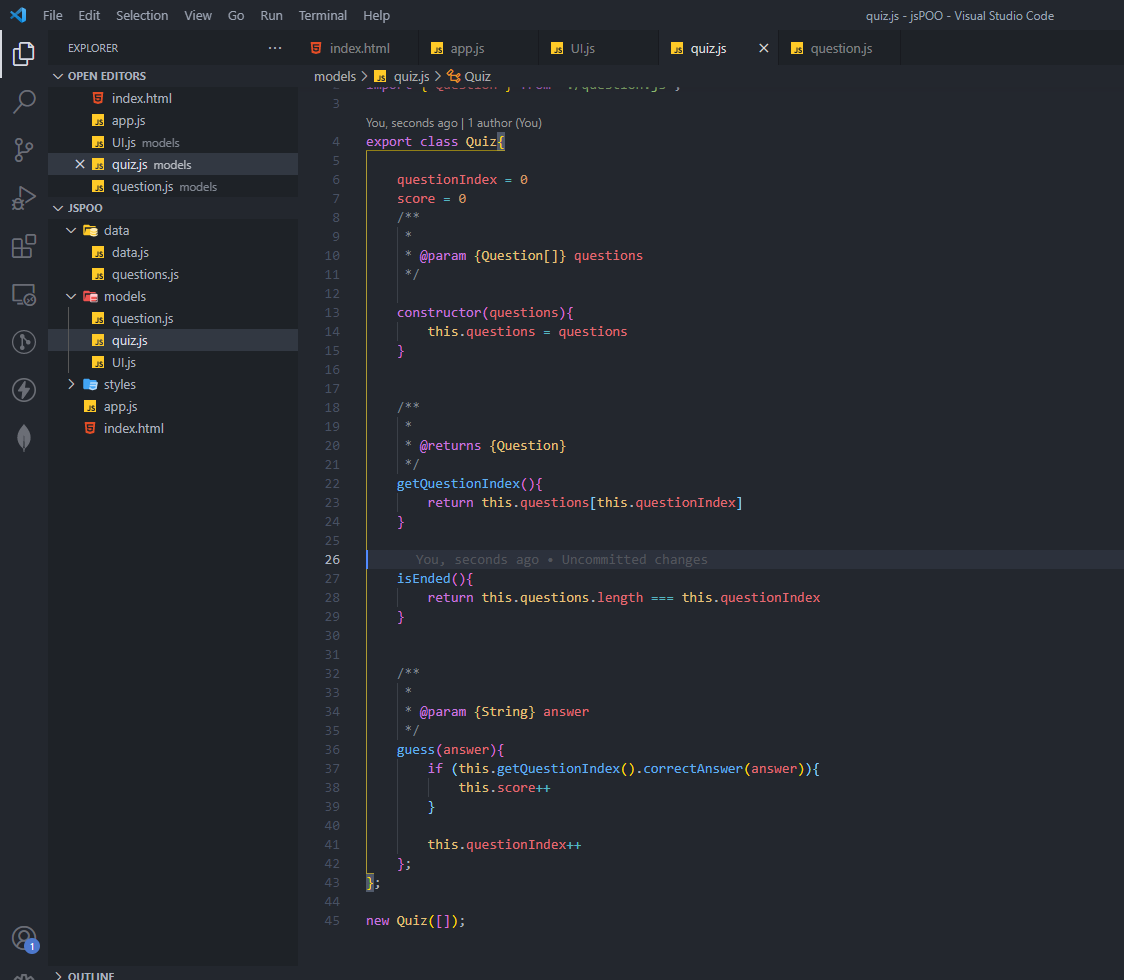 File Edit Selection View Go Run Terminal Help
quiz.js - jsPOO - Visual Studio Code
EXPLORER ···
OPEN EDITORS
index.html
app.js
UI.js models
quiz.js models
question.js models
JSPOO
data
data.js
questions.js
models
question.js
quiz.js
UI.js
styles
app.js
index.html
OUTLINE
1
index.html app.js UI.js quiz.js question.js
models > quiz.js > Quiz
2 import { Question } from "./question.js";
3
You, seconds ago | 1 author (You)
4 export class Quiz{
5
6 questionIndex = 0
7 score = 0
8 /**
9 *
10 * @param {Question[]} questions
11 */
12
13 constructor(questions){
14 this.questions = questions
15 }
16
17
18 /**
19 *
20 * @returns {Question}
21 */
22 getQuestionIndex(){
23 return this.questions[this.questionIndex]
24 }
25
26 You, seconds ago • Uncommitted changes
27 isEnded(){
28 return this.questions.length === this.questionIndex
29 }
30
31
32 /**
33 *
34 * @param {String} answer
35 */
36 guess(answer){
37 if (this.getQuestionIndex().correctAnswer(answer)){
38 this.score++
39 }
40
41 this.questionIndex++
42 };
43 };
44
45 new Quiz([]);